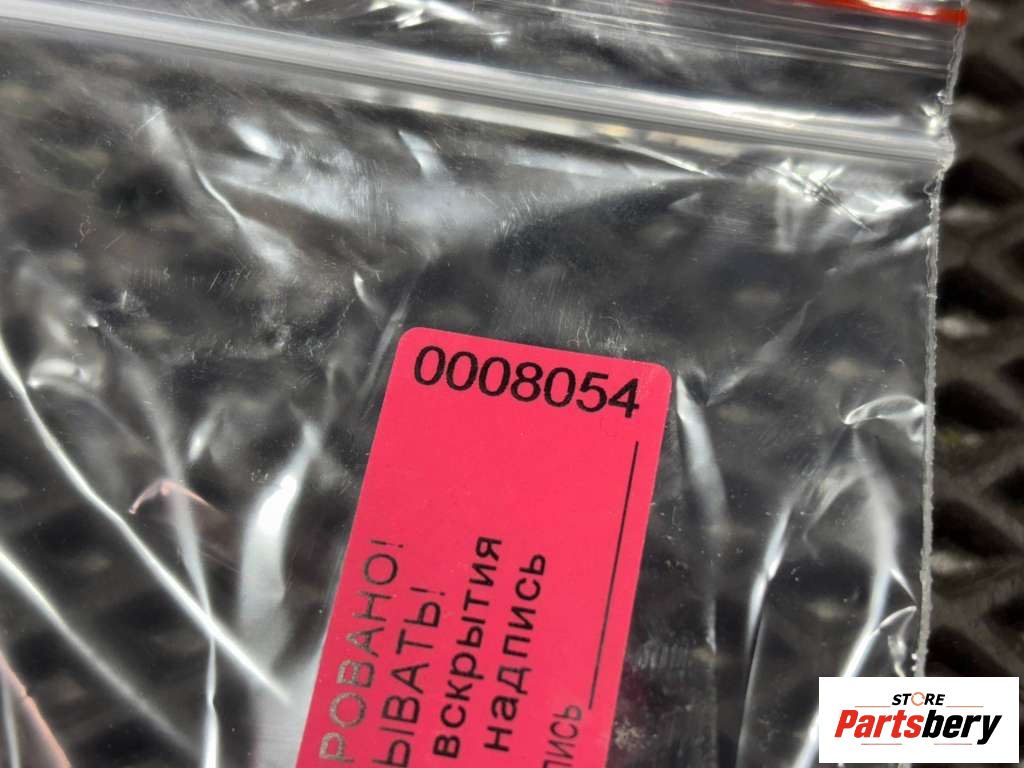 0008054
РОВАНО!
ЫВАТЬ!
вскрытия
надпись
пись
STORE
Partsbery